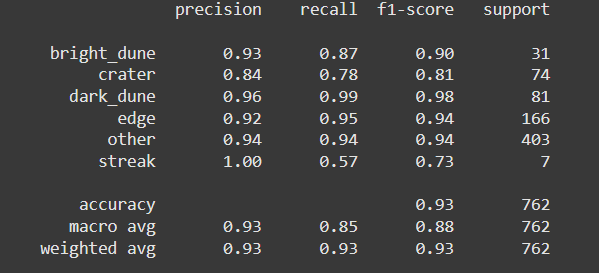 precision recall f1-score support
bright_dune 0.93 0.87 0.90 31
crater 0.84 0.78 0.81 74
dark_dune 0.96 0.99 0.98 81
edge 0.92 0.95 0.94 166
other 0.94 0.94 0.94 403
streak 1.00 0.57 0.73 7
accuracy 0.93 762
macro avg 0.93 0.85 0.88 762
weighted avg 0.93 0.93 0.93 762